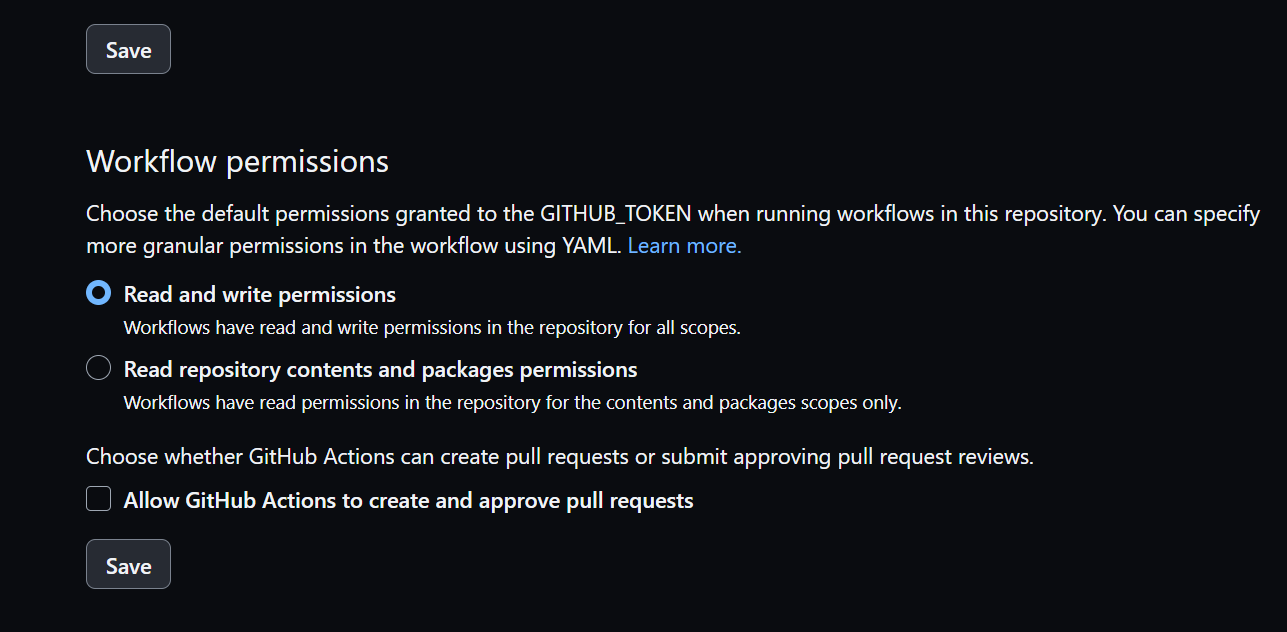 Save
Workflow permissions
Choose the default permissions granted to the GITHUB_TOKEN when running workflows in this repository. You can specify
more granular permissions in the workflow using YAML. Learn more.
Read and write permissions
Workflows have read and write permissions in the repository for all scopes.
Read repository contents and packages permissions
Workflows have read permissions in the repository for the contents and packages scopes only.
Choose whether GitHub Actions can create pull requests or submit approving pull request reviews.
Allow GitHub Actions to create and approve pull requests
Save